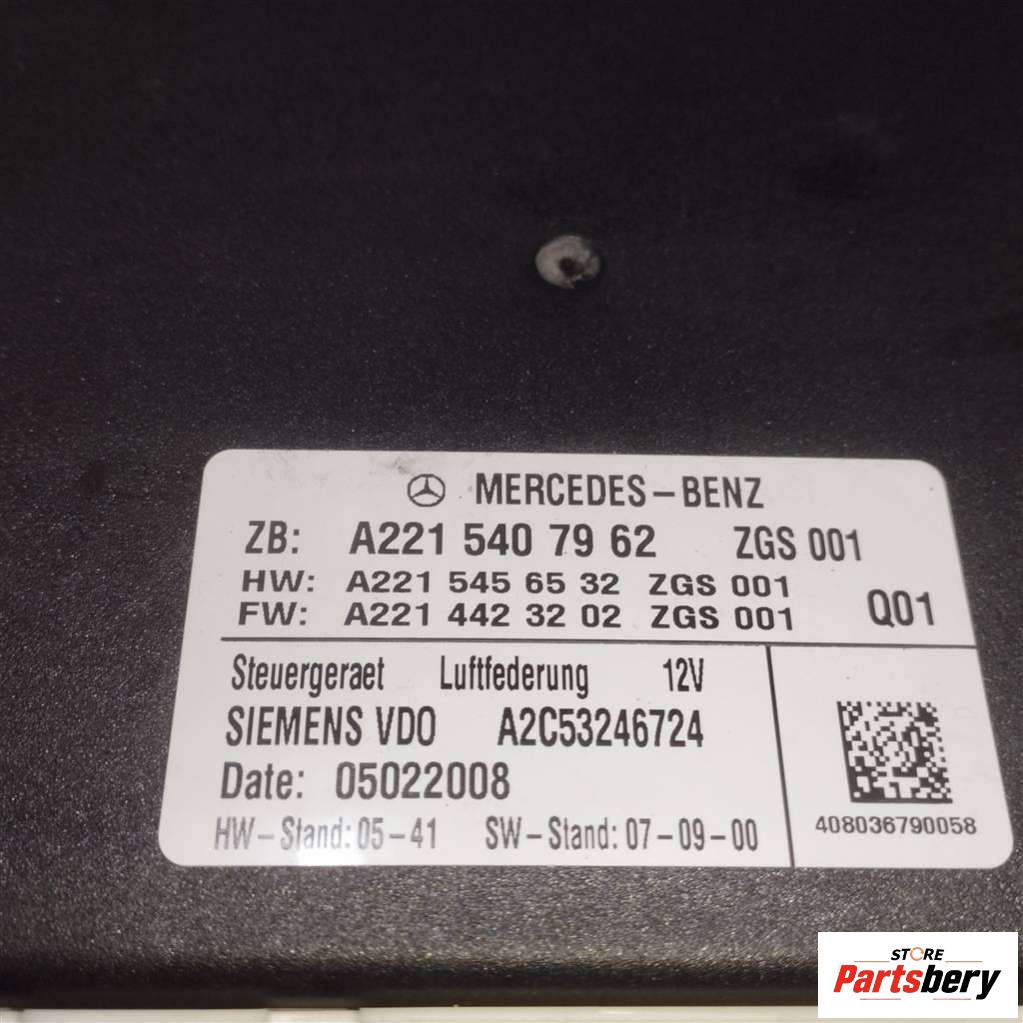 MERCEDES-BENZ
ZB: A221 540 79 62 ZGS 001
HW: A221 545 65 32 ZGS 001
FW: A221 442 32 02 ZGS 001
Q01
Steuergeraet Luftfederung 12V
SIEMENS VDO A2C53246724
Date: 05022008
HW-Stand: 05-41 SW-Stand: 07-09-00
408036790058
STORE
Partsbery